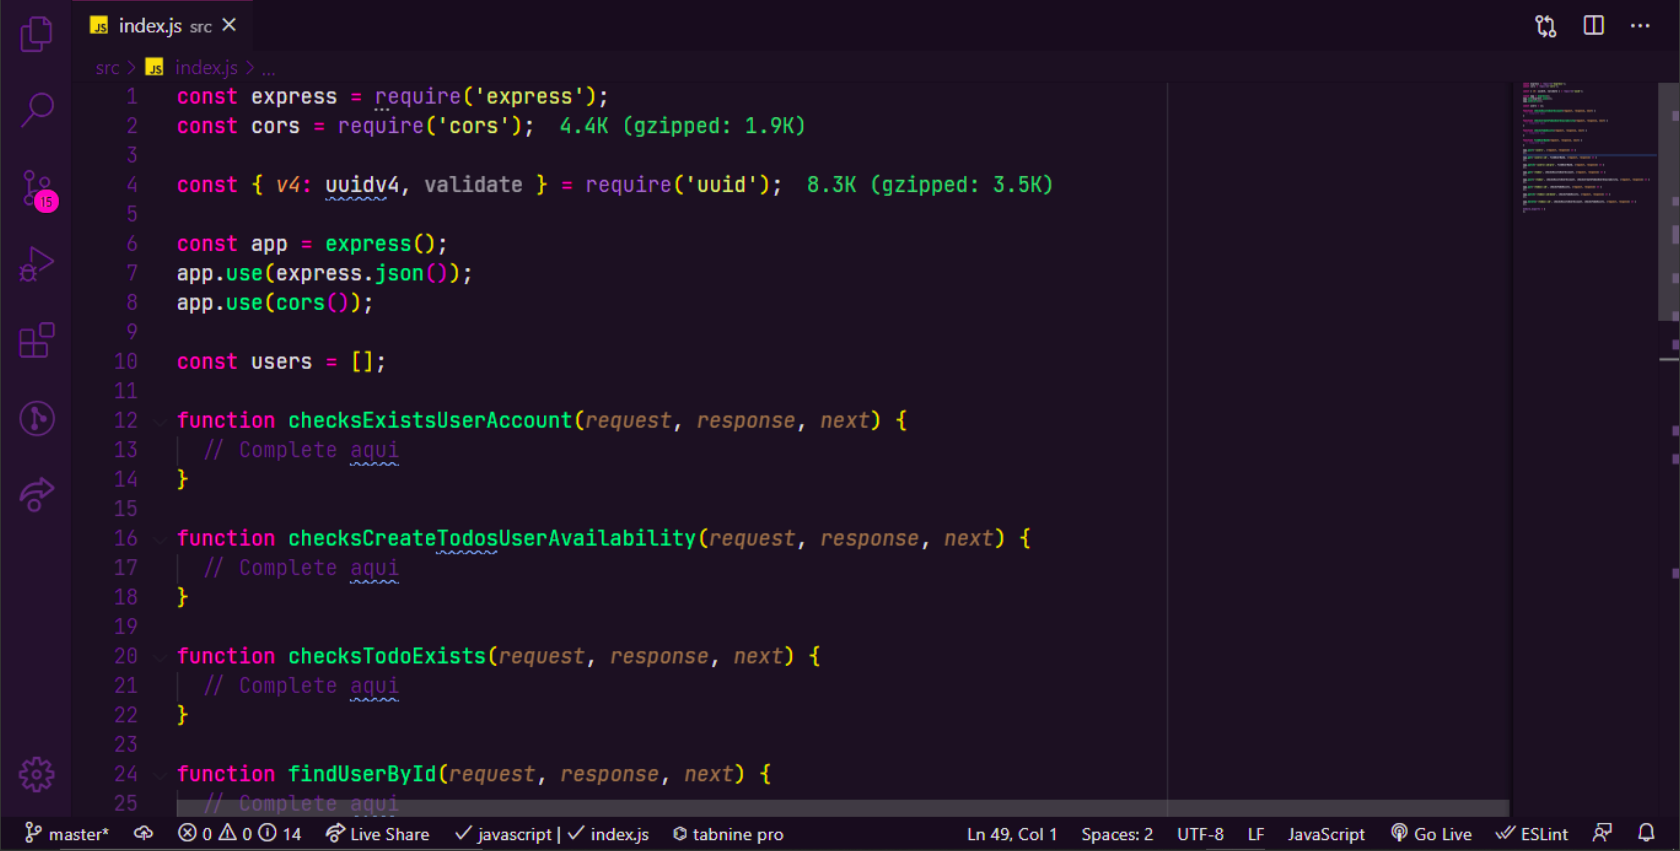 JS index.js src ×
src > JS index.js > ...
1 const express = require('express');
2 const cors = require('cors'); 4.4K (gzipped: 1.9K)
3
4 const { v4: uuidv4, validate } = require('uuid'); 8.3K (gzipped: 3.5K)
5
6 const app = express();
7 app.use(express.json());
8 app.use(cors());
9
10 const users = [];
11
12 function checksExistsUserAccount(request, response, next) {
13 // Complete aqui
14 }
15
16 function checksCreateTodosUserAvailability(request, response, next) {
17 // Complete aqui
18 }
19
20 function checksTodoExists(request, response, next) {
21 // Complete aqui
22 }
23
24 function findUserById(request, response, next) {
25 // Complete aqui
15
master* 0 0 14 Live Share javascript | index.js tabnine pro Ln 49, Col 1 Spaces: 2 UTF-8 LF JavaScript Go Live ESLint